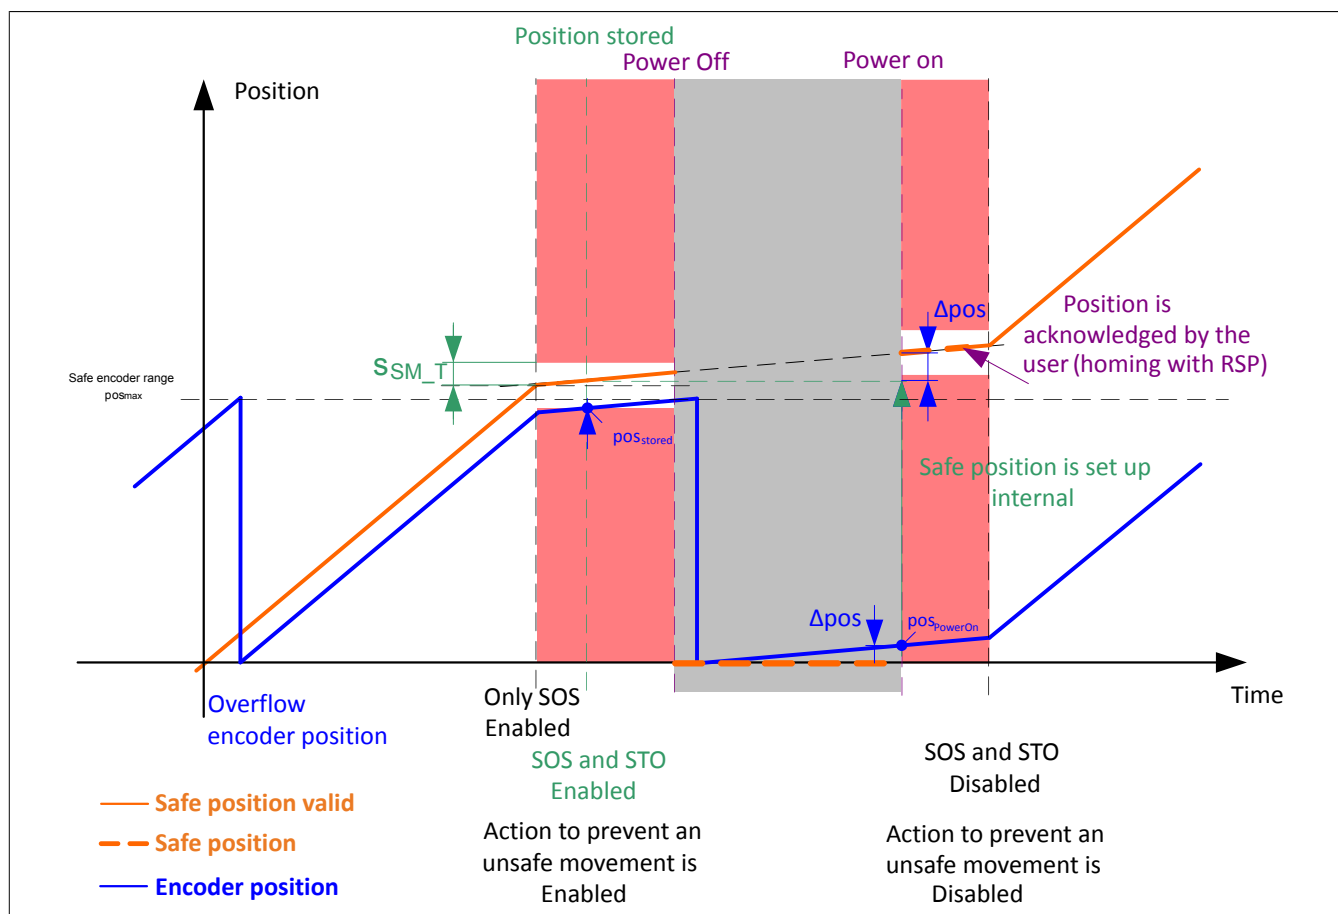 Position stored
Power Off
Power on
Position
Δpos
Position is
acknowledged by the
user (homing with RSP)
sSM_T
Safe encoder range
posmax
posstored
Safe position is set up
internal
Δpos
posPowerOn
Only SOS
Enabled
Time
Overflow
encoder position
SOS and STO
Enabled
SOS and STO
Disabled
Safe position valid
Safe position
Encoder position
Action to prevent an
unsafe movement is
Enabled
Action to prevent an
unsafe movement is
Disabled